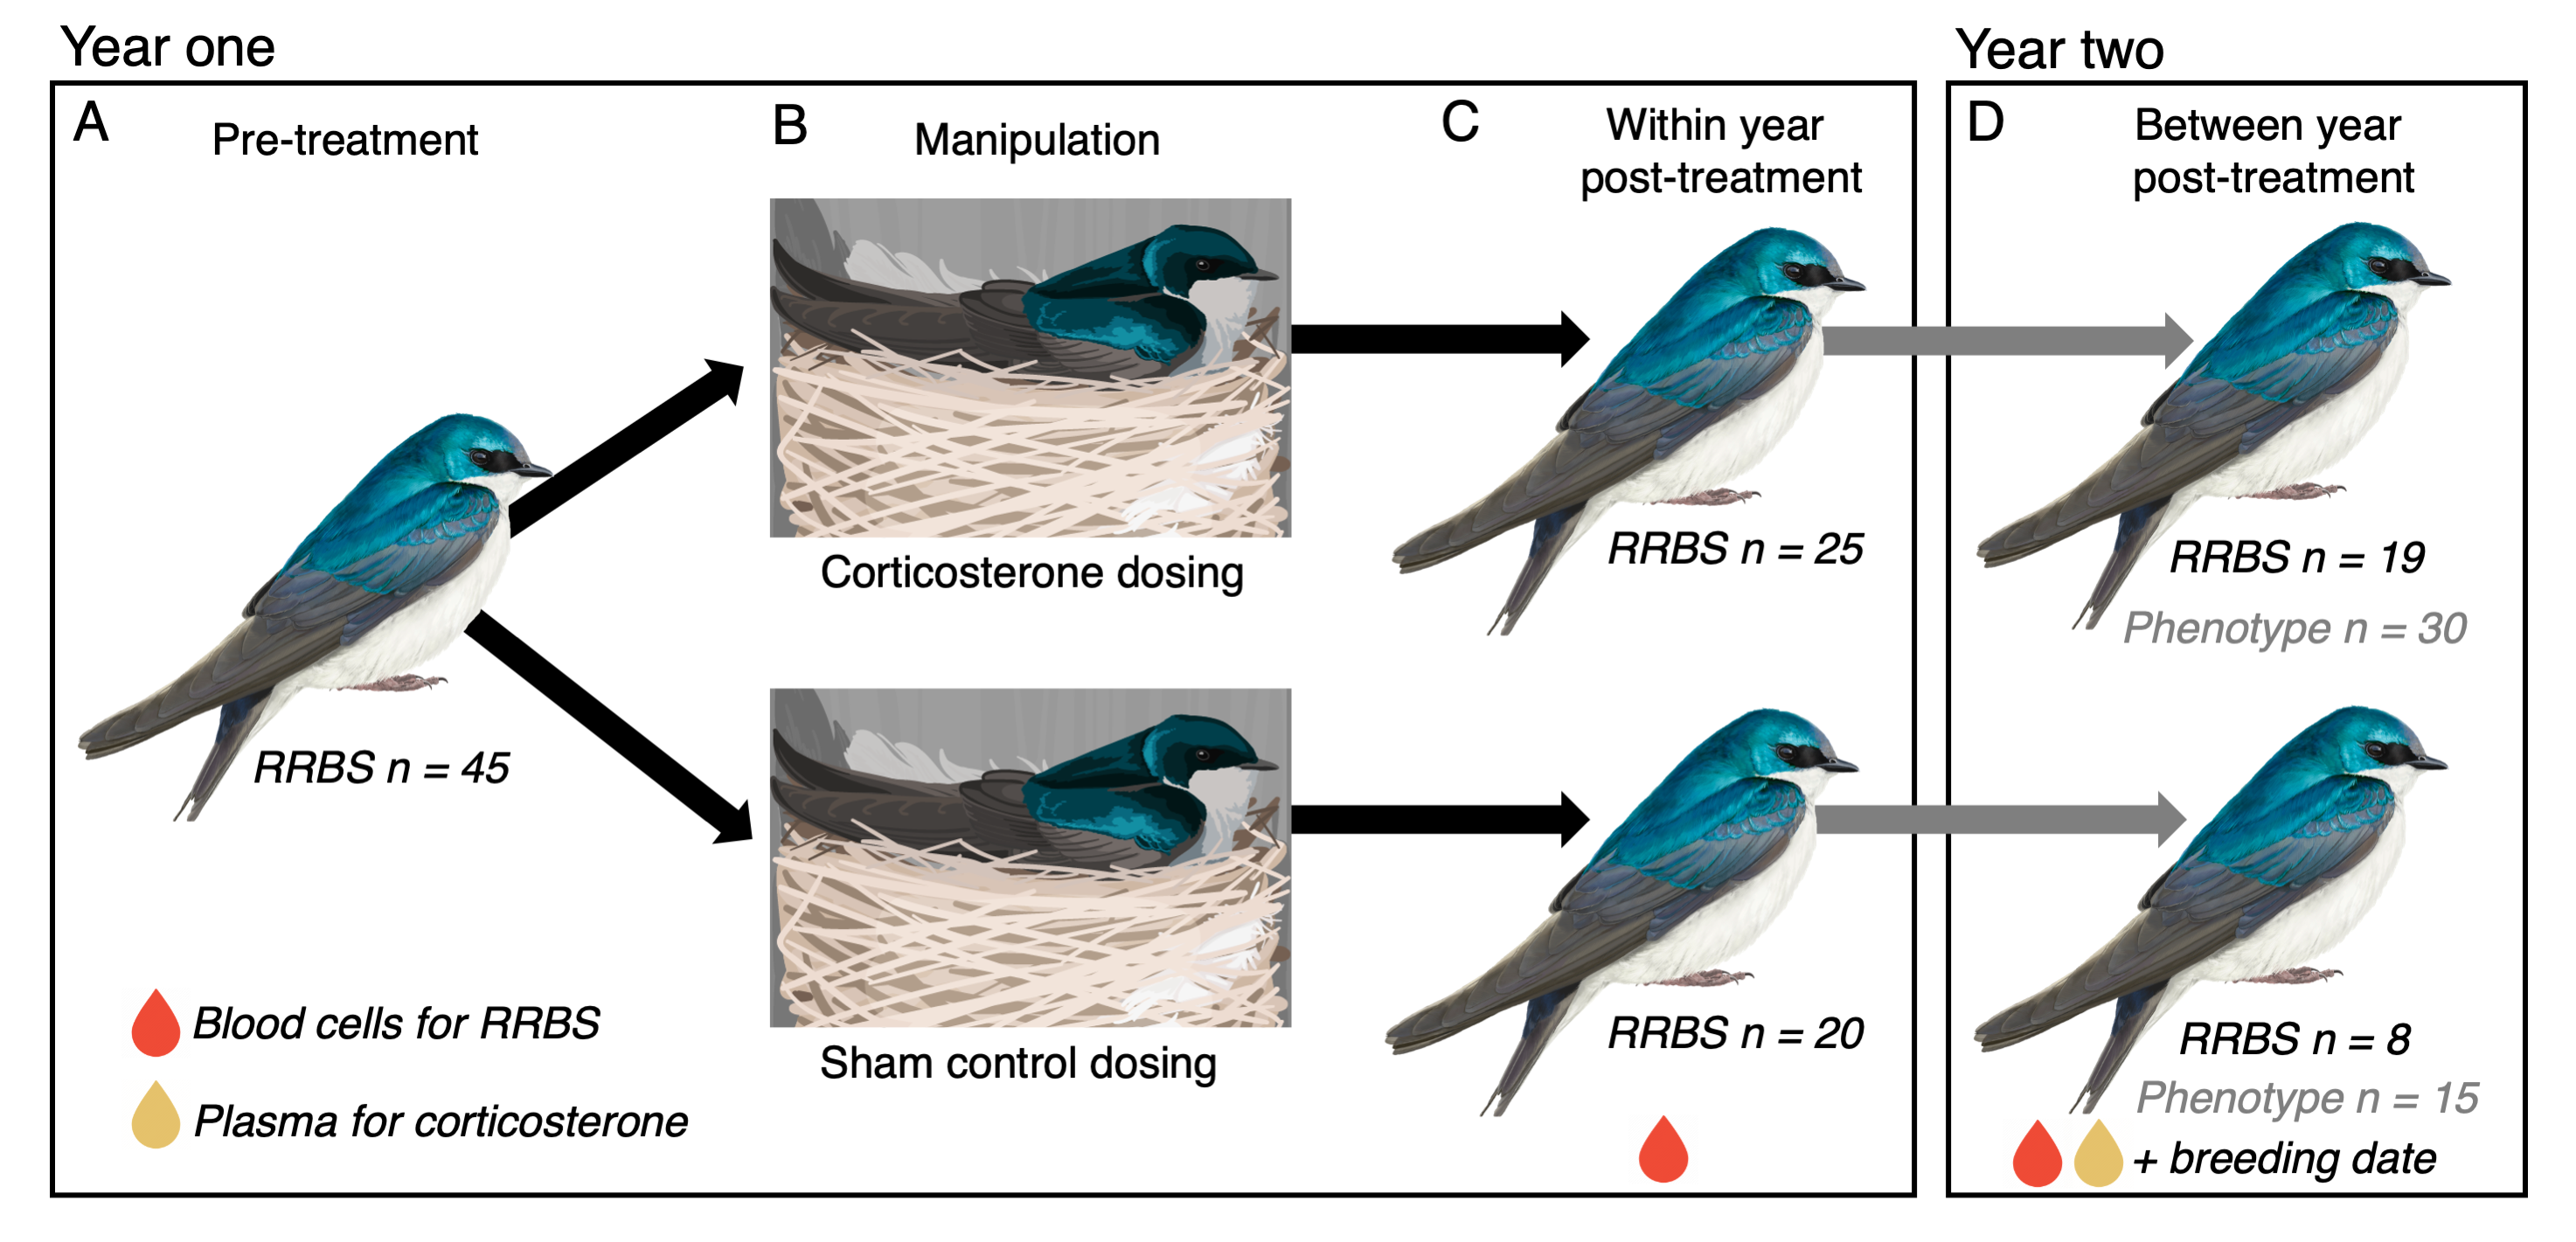 Year one
Year two
A
Pre-treatment
B
Manipulation
C
Within year
post-treatment
D
Between year
post-treatment
RRBS n = 45
Corticosterone dosing
Sham control dosing
RRBS n = 25
RRBS n = 20
RRBS n = 19
Phenotype n = 30
RRBS n = 8
Phenotype n = 15
+ breeding date
Blood cells for RRBS
Plasma for corticosterone